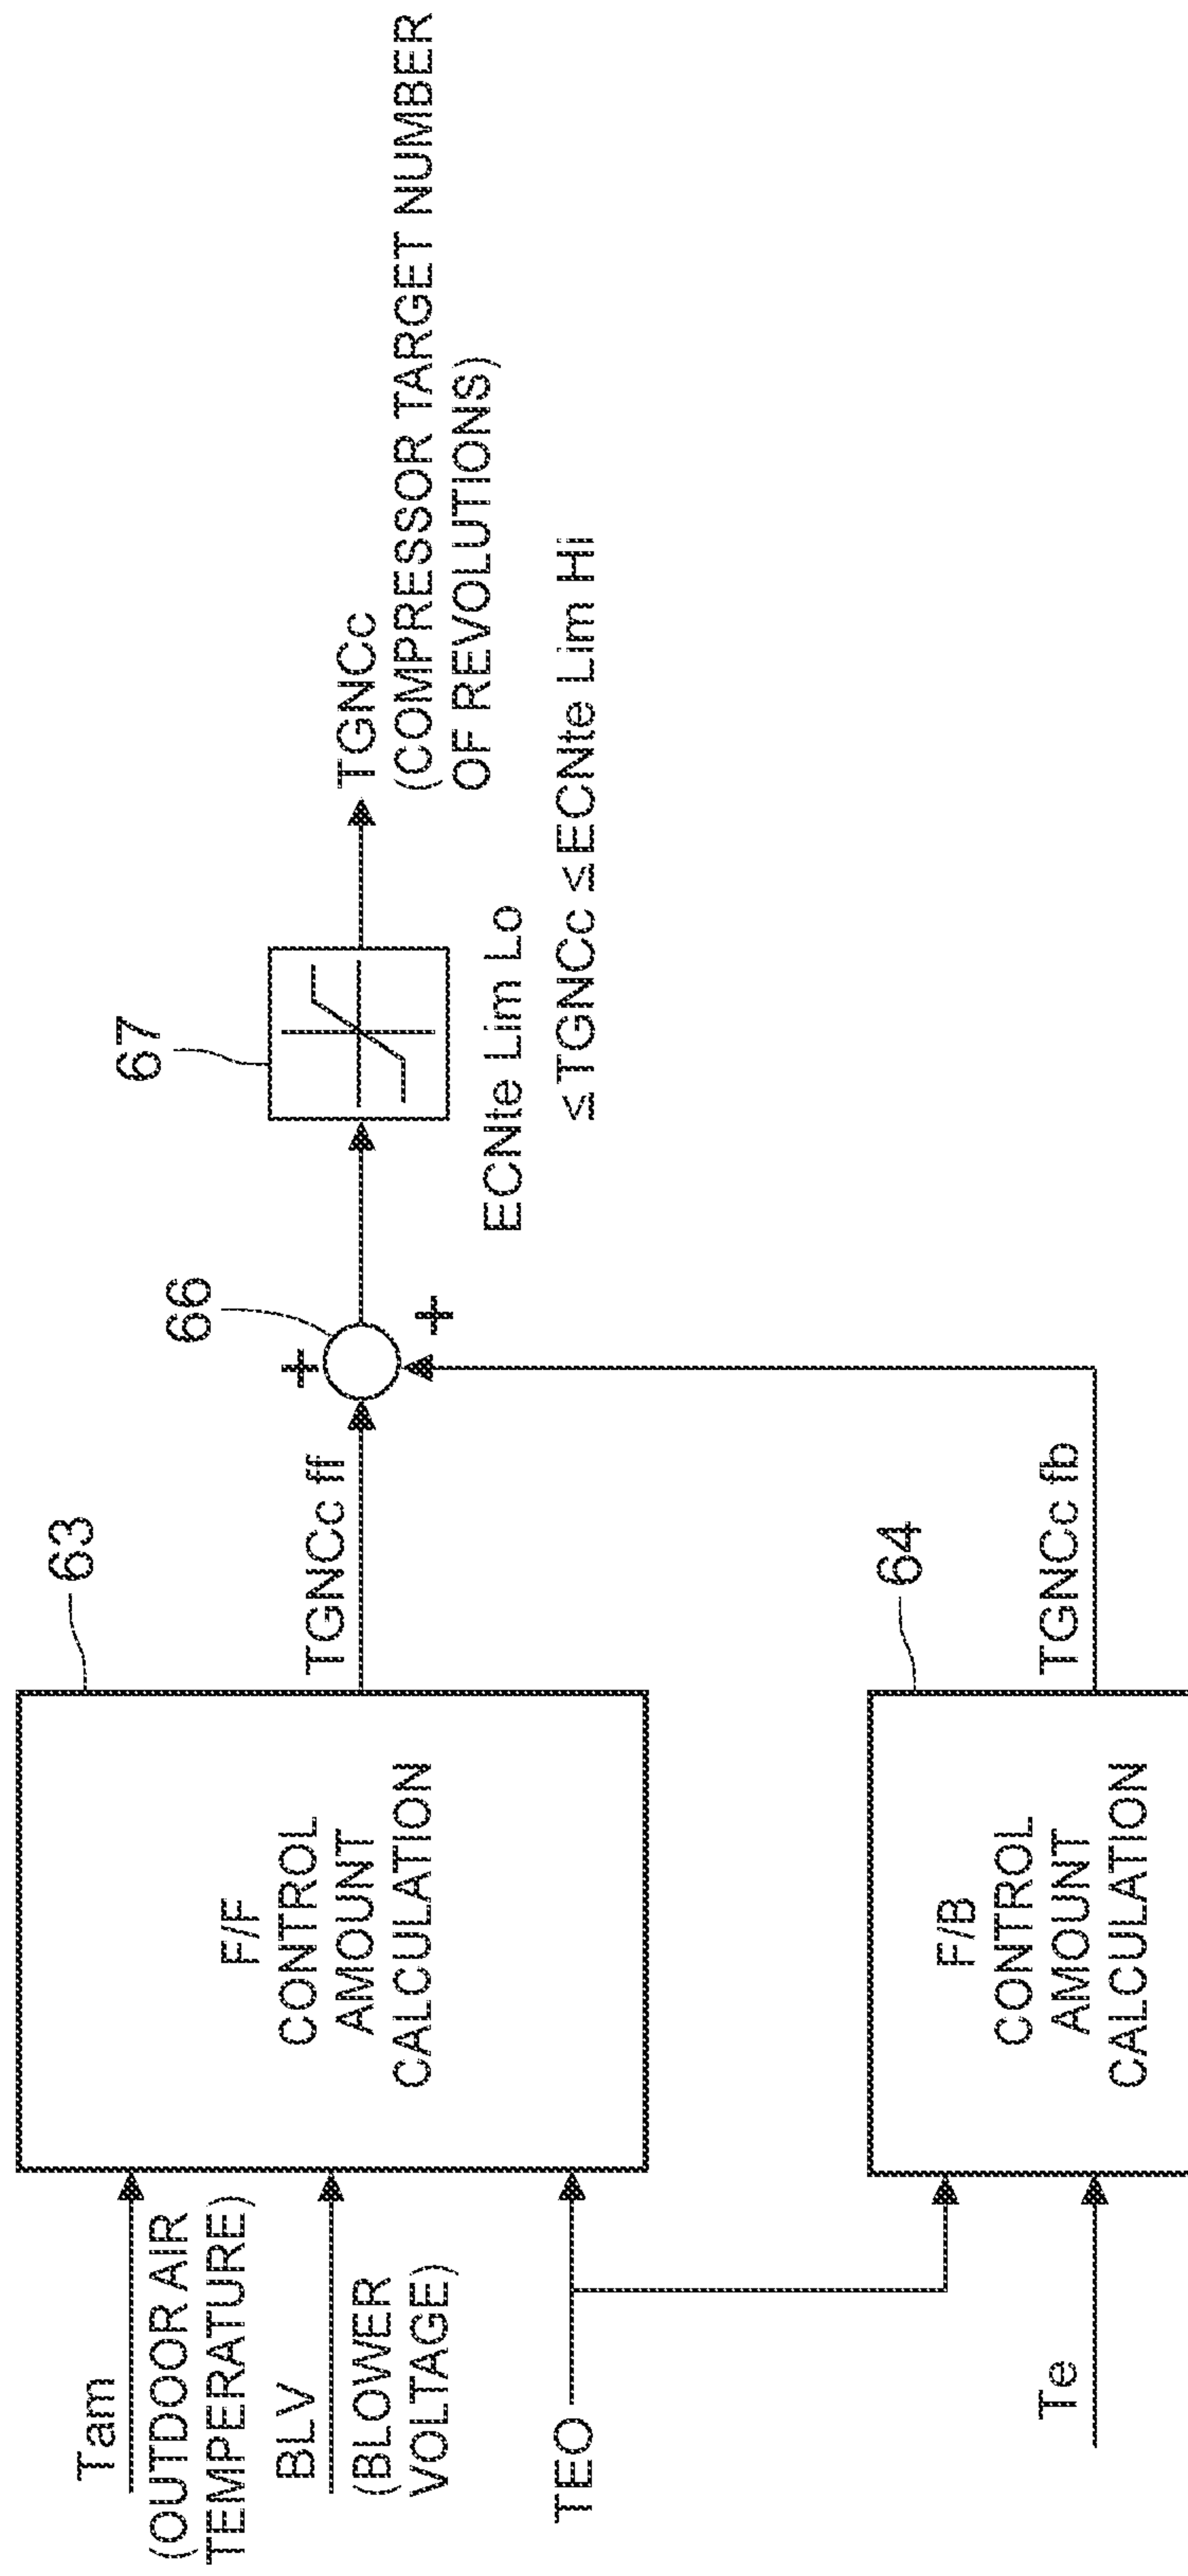 Tam
(OUTDOOR AIR
TEMPERATURE)
BLV
(BLOWER
VOLTAGE)
TEO
Te
63
F/F
CONTROL
AMOUNT
CALCULATION
64
F/B
CONTROL
AMOUNT
CALCULATION
TGNCc ff
TGNCc fb
66
+
+
67
ECNte Lim Lo
≤TGNCc ≤ECNte Lim Hi
TGNCc
(COMPRESSOR TARGET NUMBER
OF REVOLUTIONS)